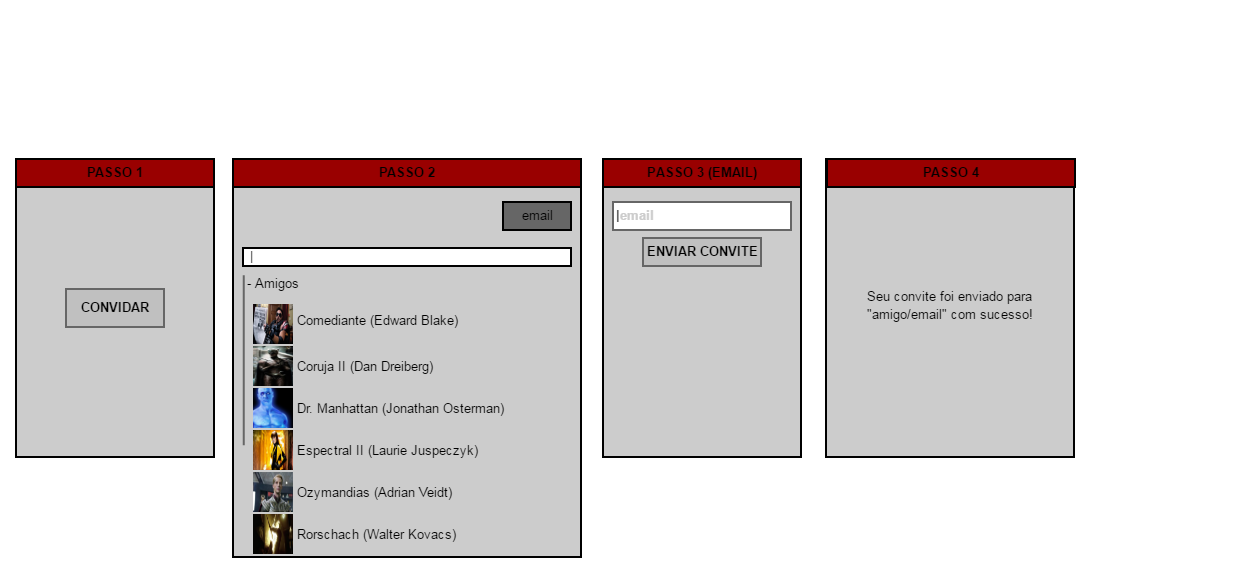 PASSO 1
CONVIDAR
PASSO 2
email
- Amigos
Comediante (Edward Blake)
Coruja II (Dan Dreiberg)
Dr. Manhattan (Jonathan Osterman)
Espectral II (Laurie Juspeczyk)
Ozymandias (Adrian Veidt)
Rorschach (Walter Kovacs)
PASSO 3 (EMAIL)
email
ENVIAR CONVITE
PASSO 4
Seu convite foi enviado para
"amigo/email" com sucesso!